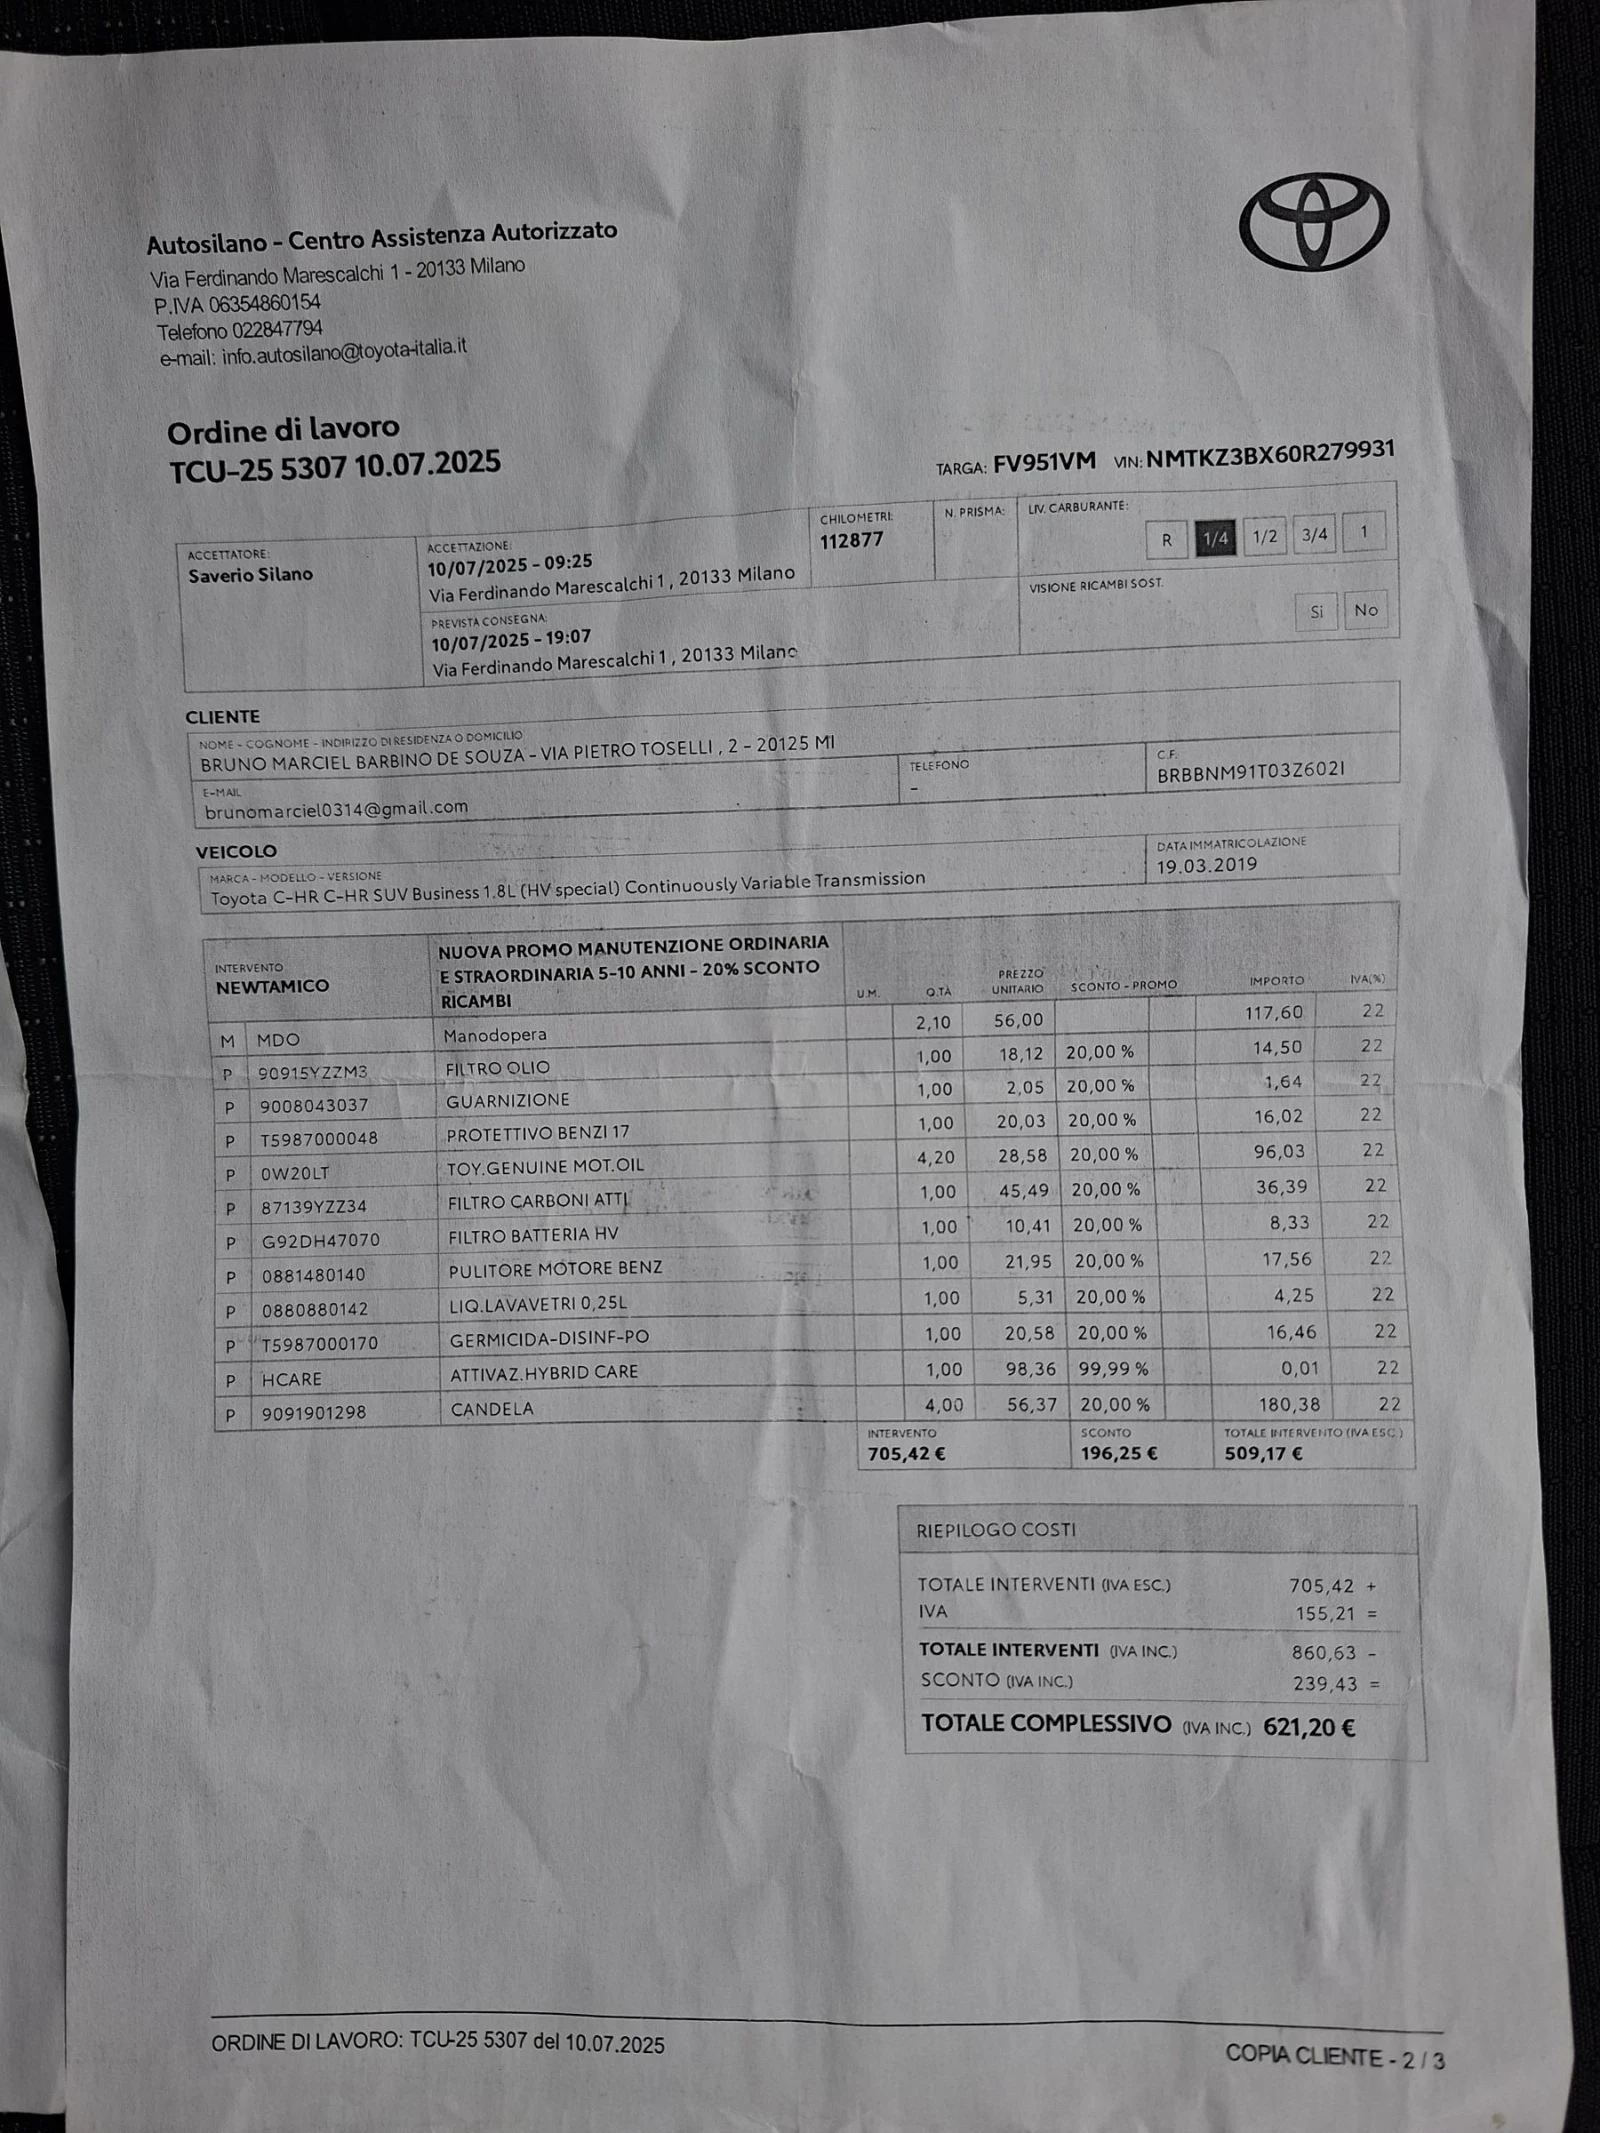 Autosilano - Centro Assistenza Autorizzato
Via Ferdinando Marescalchi 1 - 20133 Milano
P.IVA 06354860154
Telefono 022847794
e-mail: info.autosilano@toyota-italia.it
Ordine di lavoro
TCU-25 5307 10.07.2025
TARGA: FV951VM VIN: NMTKZ3BX60R279931
ACCETTATORE:
Saverio Silano
ACCETTAZIONE:
10/07/2025 - 09:25
Via Ferdinando Marescalchi 1 , 20133 Milano
PREVISTA CONSEGNA:
10/07/2025 - 19:07
Via Ferdinando Marescalchi 1 , 20133 Milano
CHILOMETRI:
112877
N. PRISMA:
LIV. CARBURANTE:
R 1/4 1/2 3/4 1
VISIONE RICAMBI SOST.
Si No
CLIENTE
NOME - COGNOME - INDIRIZZO DI RESIDENZA O DOMICILIO
BRUNO MARCIEL BARBINO DE SOUZA - VIA PIETRO TOSELLI , 2 - 20125 MI
E-MAIL
brunomarciel0314@gmail.com
TELEFONO
-
C.F.
BRBBNM91T03Z602I
VEICOLO
MARCA - MODELLO - VERSIONE
Toyota C-HR C-HR SUV Business 1.8L (HV special) Continuously Variable Transmission
DATA IMMATRICOLAZIONE
19.03.2019
INTERVENTO
NEWTAMICO
NUOVA PROMO MANUTENZIONE ORDINARIA
E STRAORDINARIA 5-10 ANNI - 20% SCONTO
RICAMBI
U.M. Q.TÀ PREZZO UNITARIO SCONTO - PROMO IMPORTO IVA(%)
M MDO Manodopera 2,10 56,00 117,60 22
P 90915YZZM3 FILTRO OLIO 1,00 18,12 20,00 % 14,50 22
P 9008043037 GUARNIZIONE 1,00 2,05 20,00 % 1,64 22
P T5987000048 PROTETTIVO BENZI 17 1,00 20,03 20,00 % 16,02 22
P 0W20LT TOY.GENUINE MOT.OIL 4,20 28,58 20,00 % 96,03 22
P 87139YZZ34 FILTRO CARBONI ATTI 1,00 45,49 20,00 % 36,39 22
P G92DH47070 FILTRO BATTERIA HV 1,00 10,41 20,00 % 8,33 22
P 0881480140 PULITORE MOTORE BENZ 1,00 21,95 20,00 % 17,56 22
P 0880880142 LIQ.LAVAVETRI 0,25L 1,00 5,31 20,00 % 4,25 22
P T5987000170 GERMICIDA-DISINF-PO 1,00 20,58 20,00 % 16,46 22
P HCARE ATTIVAZ.HYBRID CARE 1,00 98,36 99,99 % 0,01 22
P 9091901298 CANDELA 4,00 56,37 20,00 % 180,38 22
INTERVENTO SCONTO TOTALE INTERVENTO (IVA ESC.)
705,42 € 196,25 € 509,17 €
RIEPILOGO COSTI
TOTALE INTERVENTI (IVA ESC.) 705,42 +
IVA 155,21 =
TOTALE INTERVENTI (IVA INC.) 860,63 -
SCONTO (IVA INC.) 239,43 =
TOTALE COMPLESSIVO (IVA INC.) 621,20 €
ORDINE DI LAVORO: TCU-25 5307 del 10.07.2025
COPIA CLIENTE - 2 / 3